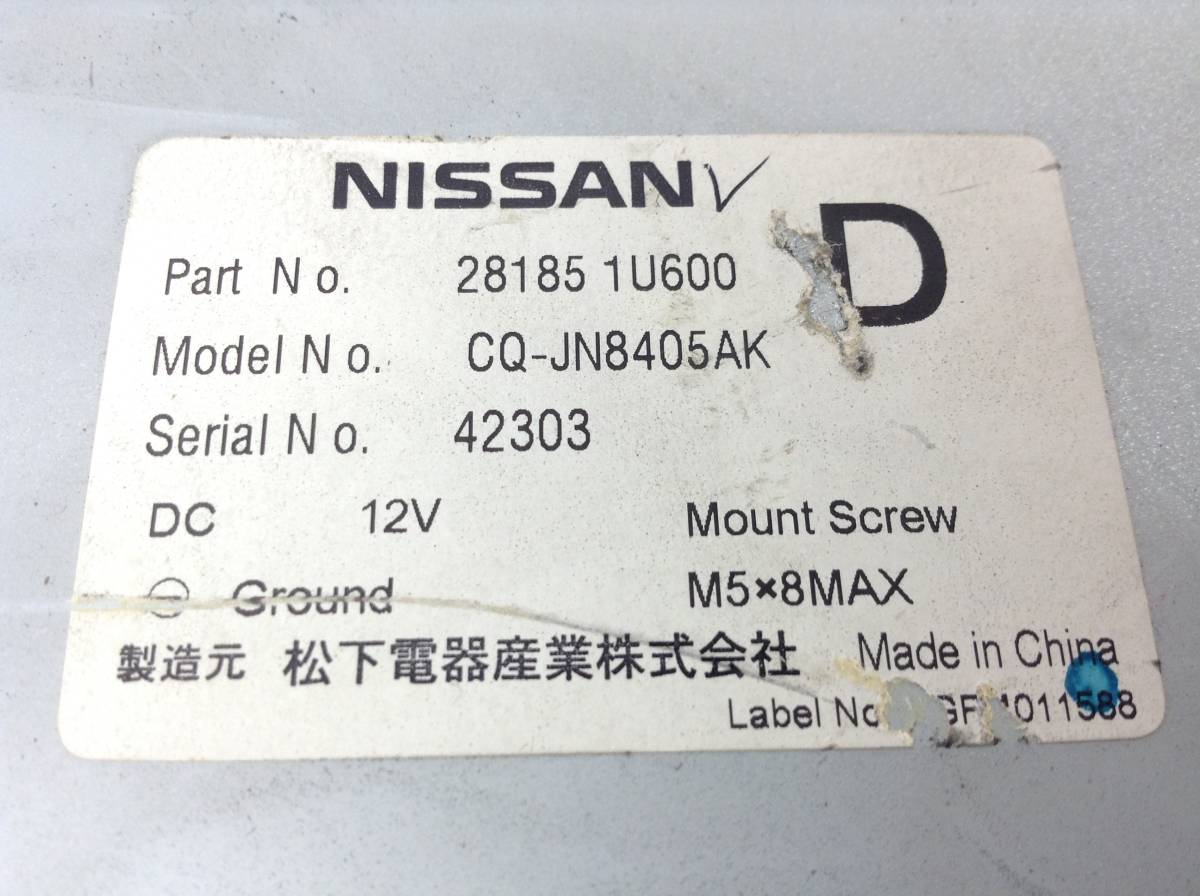 NISSAN
D
Part No. 28185 1U600
Model No. CQ-JN8405AK
Serial No. 42303
DC 12V Mount Screw
Ground M5×8MAX
製造元 松下電器産業株式会社 Made in China
Label No